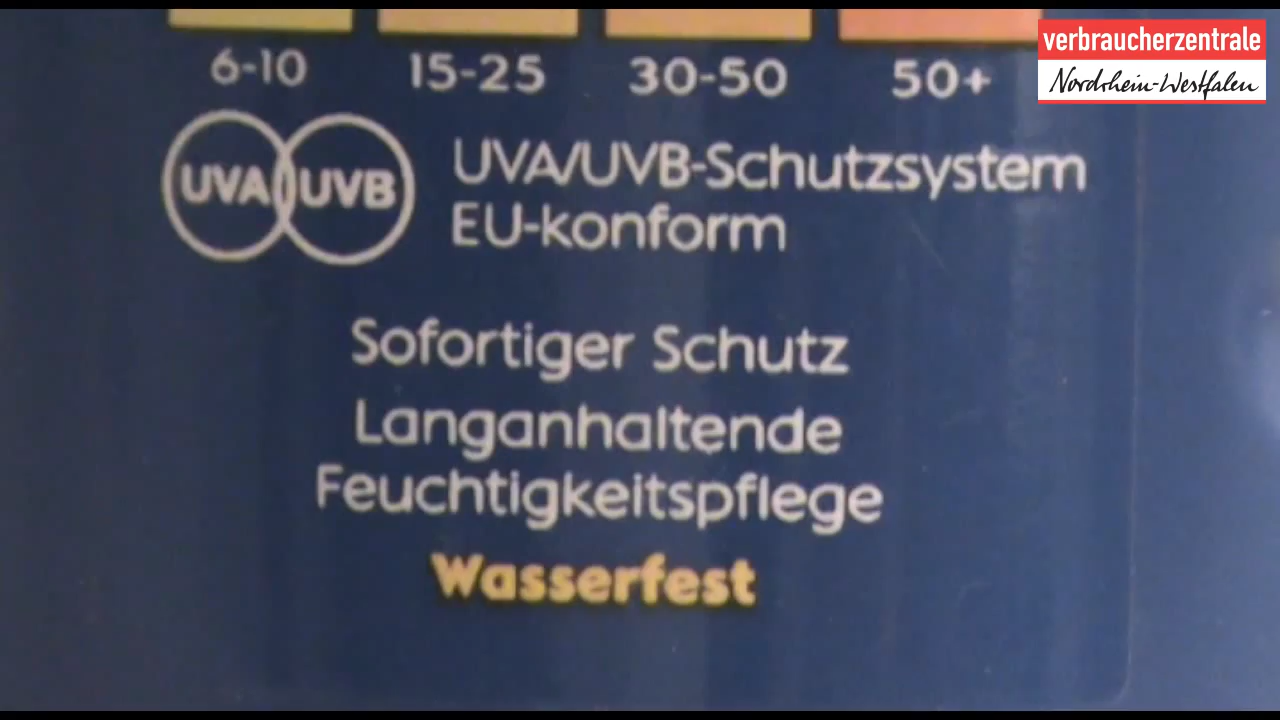 verbraucherzentrale
Nordrhein-Westfalen
6-10 15-25 30-50 50+
UVA UVB
UVA/UVB-Schutzsystem
EU-konform
Sofortiger Schutz
Langanhaltende
Feuchtigkeitspflege
Wasserfest